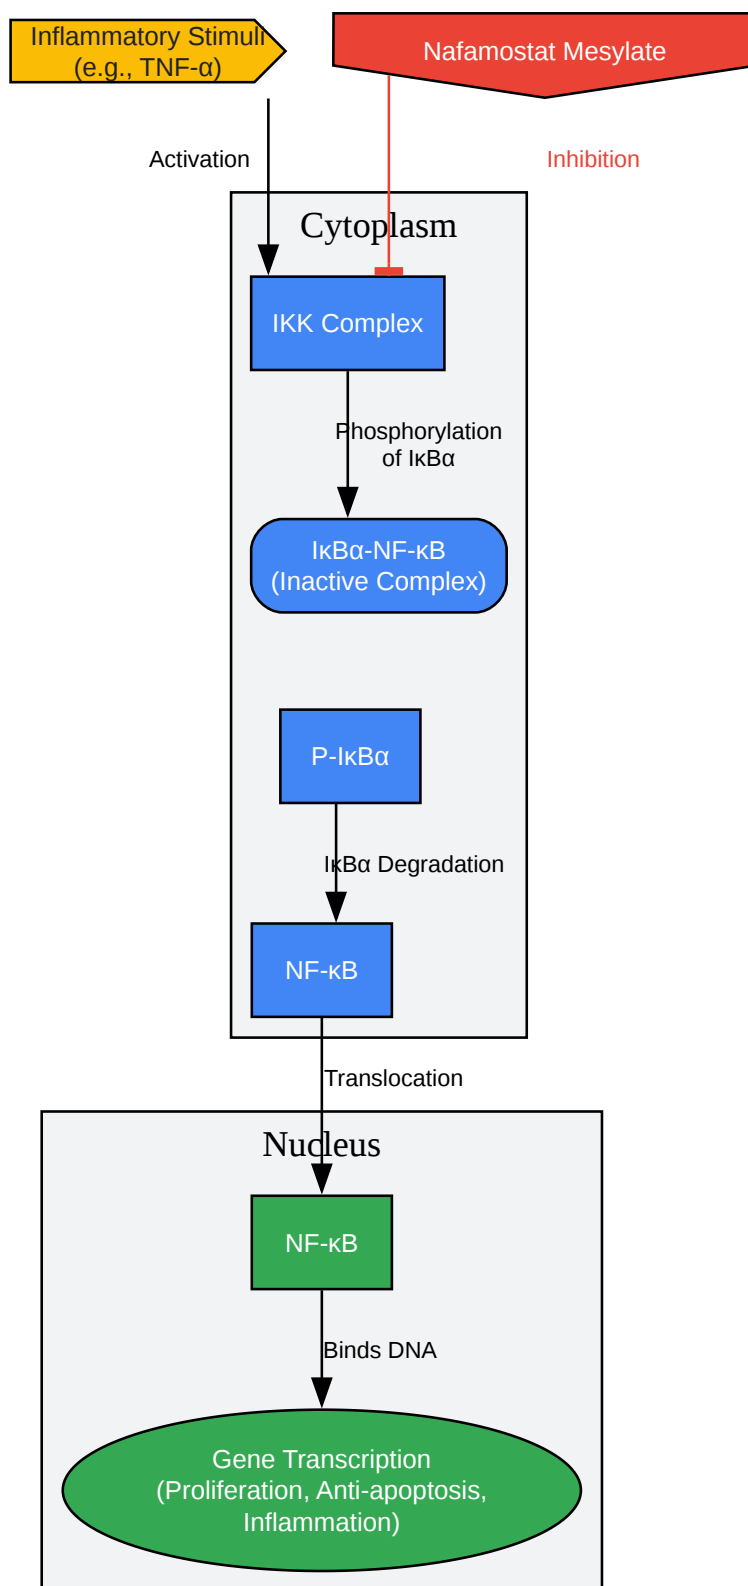 Inflammatory Stimuli
(e.g., TNF-α)
Nafamostat Mesylate
Activation
Inhibition
Cytoplasm
IKK Complex
Phosphorylation
of IκBα
IκBα-NF-κB
(Inactive Complex)
P-IκBα
IκBα Degradation
NF-κB
Translocation
Nucleus
NF-κB
Binds DNA
Gene Transcription
(Proliferation, Anti-apoptosis,
Inflammation)